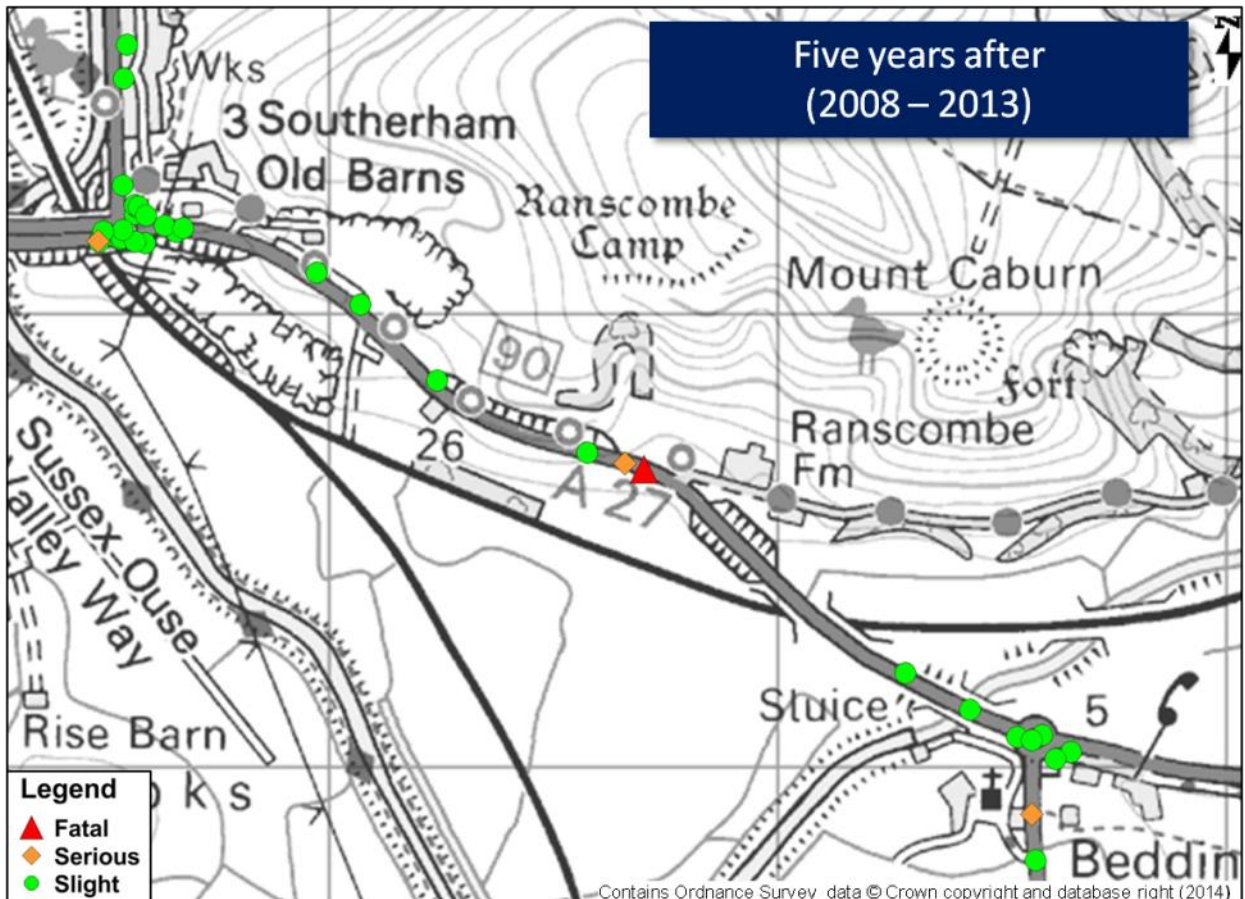 Five years after
(2008 – 2013)
N
Wks
3 Southerham
Old Barns
Ranscombe
Camp
Mount Caburn
fort
90
26
A 27
Ranscombe
Fm
Sussex Ouse
Valley Way
Rise Barn
Sluice
5
Beddin
oks
Legend
Fatal
Serious
Slight
Contains Ordnance Survey data © Crown copyright and database right (2014)